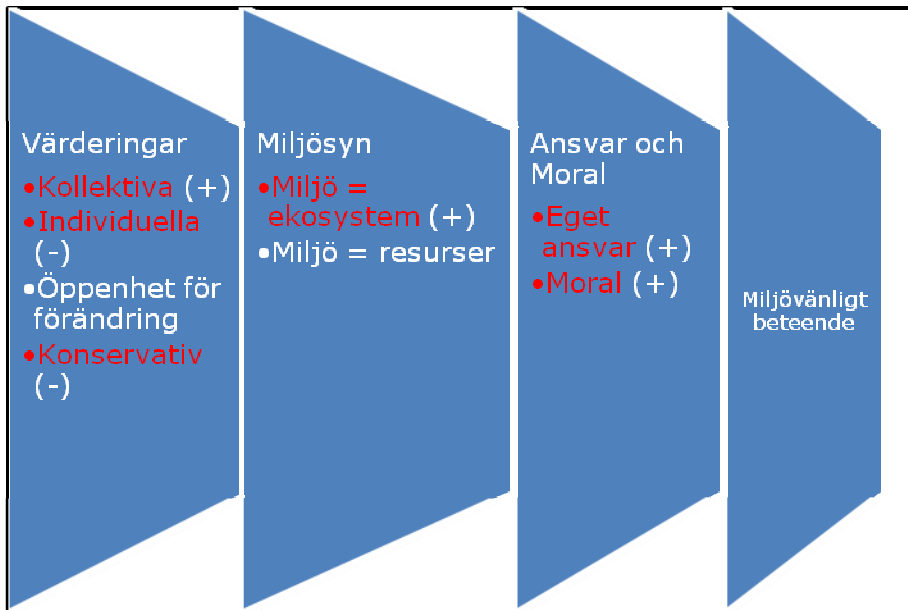 Värderingar
•Kollektiva (+)
•Individuella
(-)
•Öppenhet för
förändring
•Konservativ
(-)
Miljösyn
•Miljö =
ekosystem (+)
•Miljö = resurser
Ansvar och
Moral
•Eget
ansvar (+)
•Moral (+)
Miljövänligt
beteende